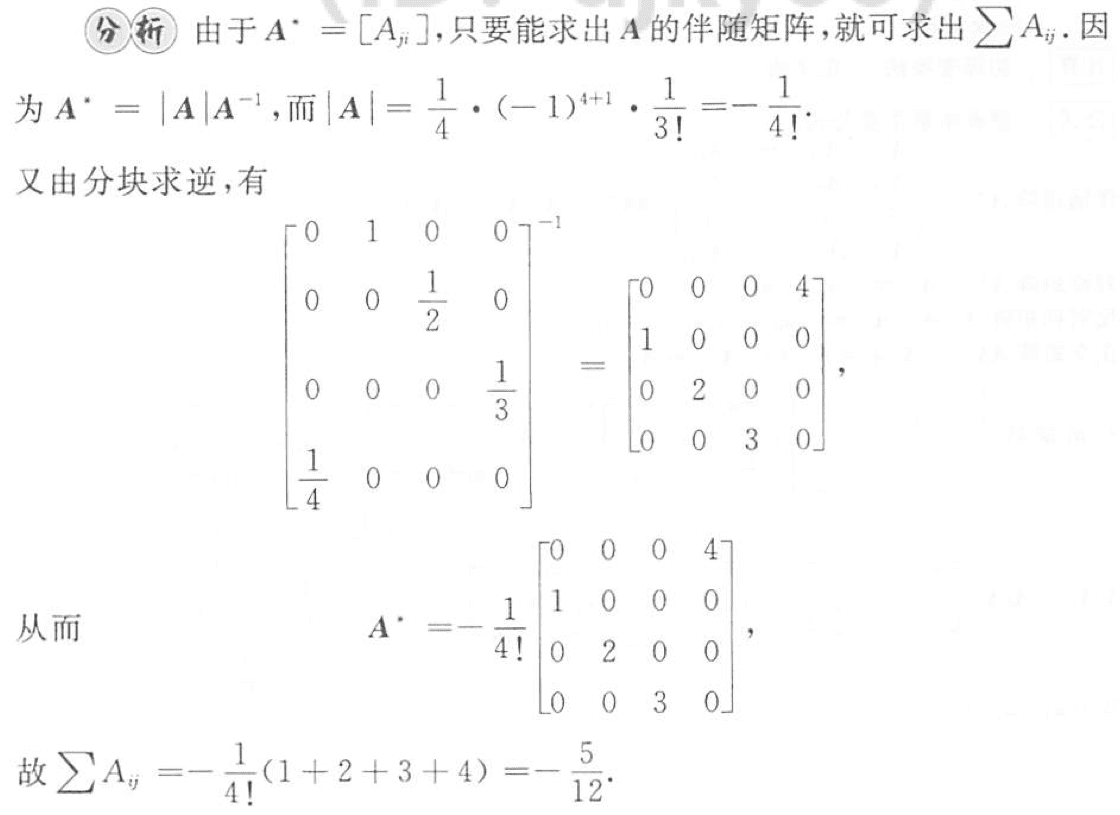 分析 由于 A* = [A_{ji}],只要能求出 A 的伴随矩阵,就可求出 ∑ A_{ij}. 因
为 A* = |A|A^{-1},而|A| = \frac{1}{4} · (-1)^{4+1} · \frac{1}{3!} = -\frac{1}{4!}.
又由分块求逆,有
\begin{bmatrix} 0 & 1 & 0 & 0 \\ 0 & 0 & \frac{1}{2} & 0 \\ 0 & 0 & 0 & \frac{1}{3} \\ \frac{1}{4} & 0 & 0 & 0 \end{bmatrix}^{-1} = \begin{bmatrix} 0 & 0 & 0 & 4 \\ 1 & 0 & 0 & 0 \\ 0 & 2 & 0 & 0 \\ 0 & 0 & 3 & 0 \end{bmatrix},
从而 A* = -\frac{1}{4!} \begin{bmatrix} 0 & 0 & 0 & 4 \\ 1 & 0 & 0 & 0 \\ 0 & 2 & 0 & 0 \\ 0 & 0 & 3 & 0 \end{bmatrix},
故 ∑ A_{ij} = -\frac{1}{4!}(1+2+3+4) = -\frac{5}{12}.